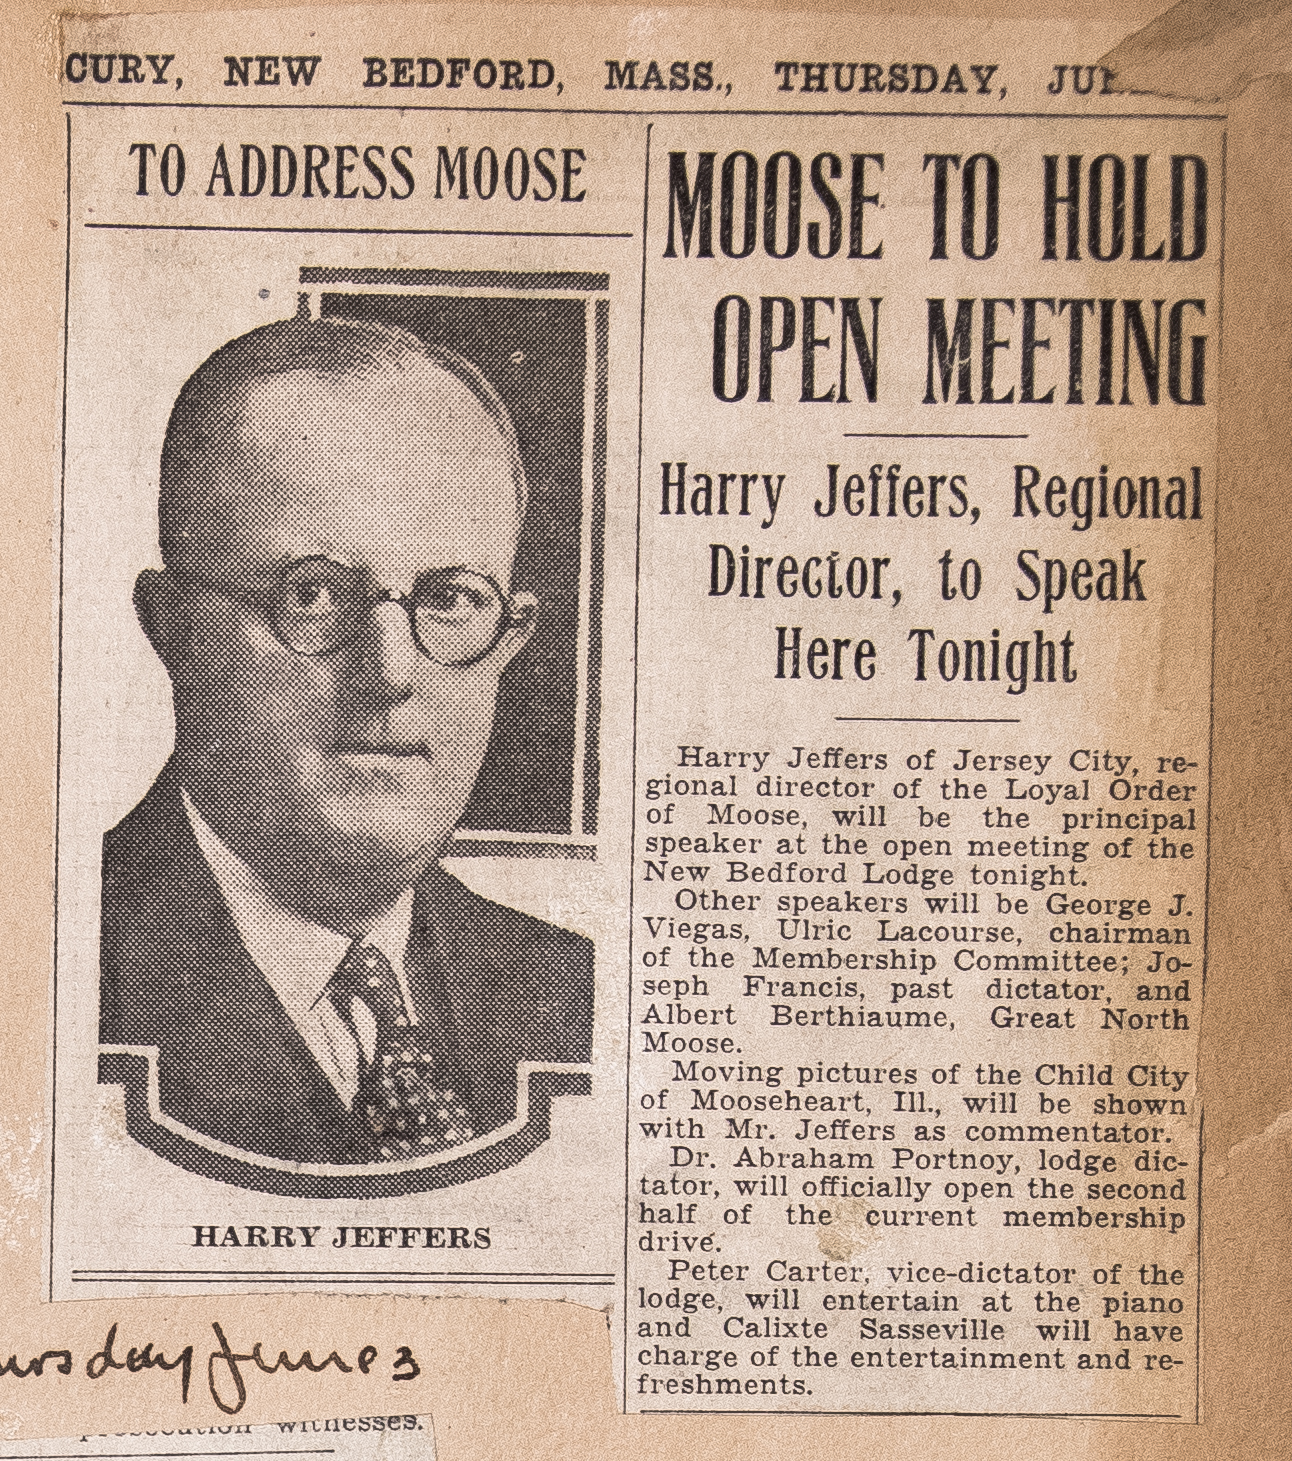 CURY, NEW BEDFORD, MASS., THURSDAY,
TO ADDRESS MOOSE
HARRY JEFFERS
MOOSE TO HOLD
OPEN MEETING
Harry Jeffers, Regional
Director, to Speak
Here Tonight
Harry Jeffers of Jersey City, re-
gional director of the Loyal Order
of Moose, will be the principal
speaker at the open meeting of the
New Bedford Lodge tonight.
Other speakers will be George J.
Viegas, Ulric Lacourse, chairman
of the Membership Committee; Jo-
seph Francis, past dictator, and
Albert Berthiaume, Great North
Moose.
Moving pictures of the Child City
of Mooseheart, Ill., will be shown
with Mr. Jeffers as commentator.
Dr. Abraham Portnoy, lodge dic-
tator, will officially open the second
half of the current membership
drive.
Peter Carter, vice-dictator of the
lodge, will entertain at the piano
and Calixte Sasseville will have
charge of the entertainment and re-
freshments.
ursday June 3
prosecution witnesses.